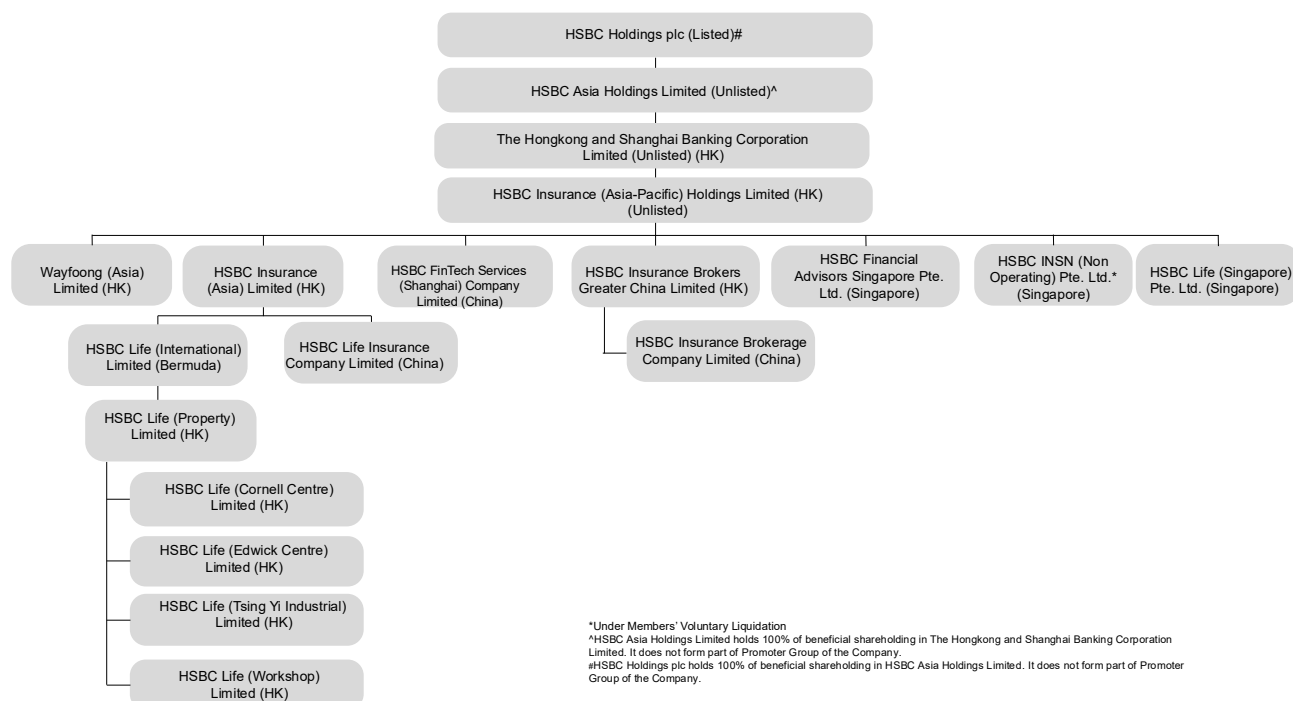 HSBC Holdings plc (Listed)#
HSBC Asia Holdings Limited (Unlisted)^
The Hongkong and Shanghai Banking Corporation
Limited (Unlisted) (HK)
HSBC Insurance (Asia-Pacific) Holdings Limited (HK)
(Unlisted)
Wayfoong (Asia)
Limited (HK)
HSBC Insurance
(Asia) Limited (HK)
HSBC FinTech Services
(Shanghai) Company
Limited (China)
HSBC Insurance Brokers
Greater China Limited (HK)
HSBC Financial
Advisors Singapore Pte.
Ltd. (Singapore)
HSBC INSN (Non
Operating) Pte. Ltd.*
(Singapore)
HSBC Life (Singapore)
Pte. Ltd. (Singapore)
HSBC Life (International)
Limited (Bermuda)
HSBC Life Insurance
Company Limited (China)
HSBC Insurance Brokerage
Company Limited (China)
HSBC Life (Property)
Limited (HK)
HSBC Life (Cornell Centre)
Limited (HK)
HSBC Life (Edwick Centre)
Limited (HK)
HSBC Life (Tsing Yi Industrial)
Limited (HK)
HSBC Life (Workshop)
Limited (HK)
*Under Members' Voluntary Liquidation
^HSBC Asia Holdings Limited holds 100% of beneficial shareholding in The Hongkong and Shanghai Banking Corporation
Limited. It does not form part of Promoter Group of the Company.
#HSBC Holdings plc holds 100% of beneficial shareholding in HSBC Asia Holdings Limited. It does not form part of Promoter
Group of the Company.